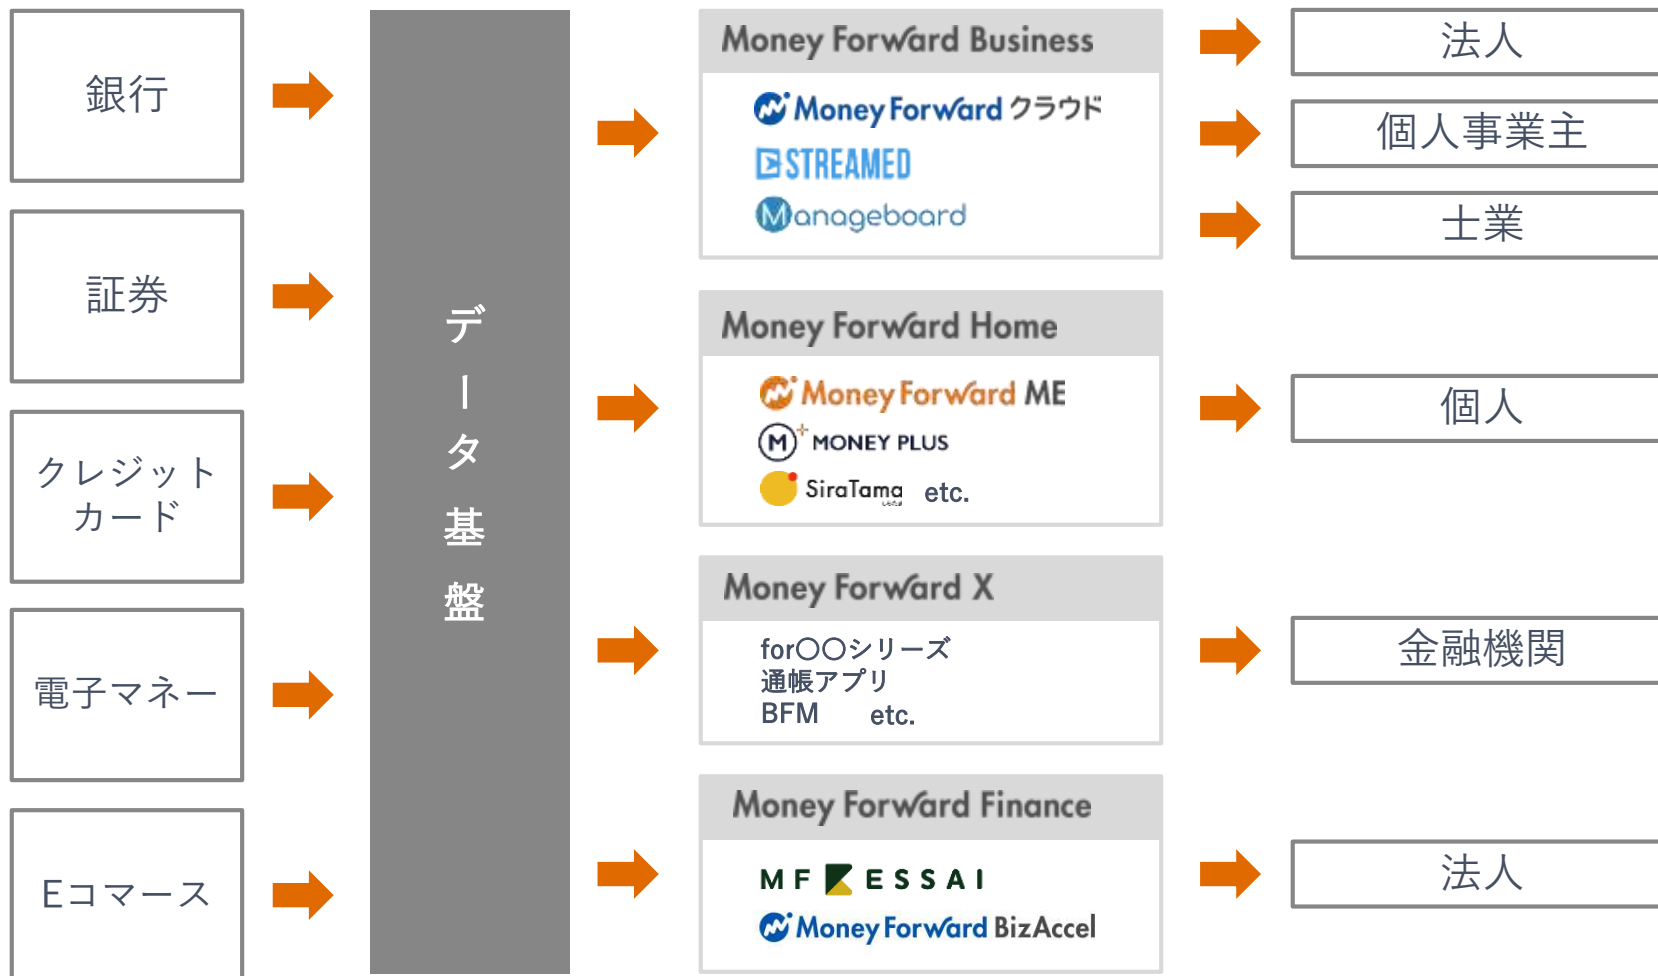 銀行
証券
クレジット
カード
電子マネー
Eコマース
データ基盤
Money Forward Business
Money Forward クラウド
STREAMED
Manageboard
Money Forward Home
Money Forward ME
M+ MONEY PLUS
SiraTama etc.
しらたま
Money Forward X
for〇〇シリーズ
通帳アプリ
BFM etc.
Money Forward Finance
MF KESSAI
Money Forward BizAccel
法人
個人事業主
士業
個人
金融機関
法人